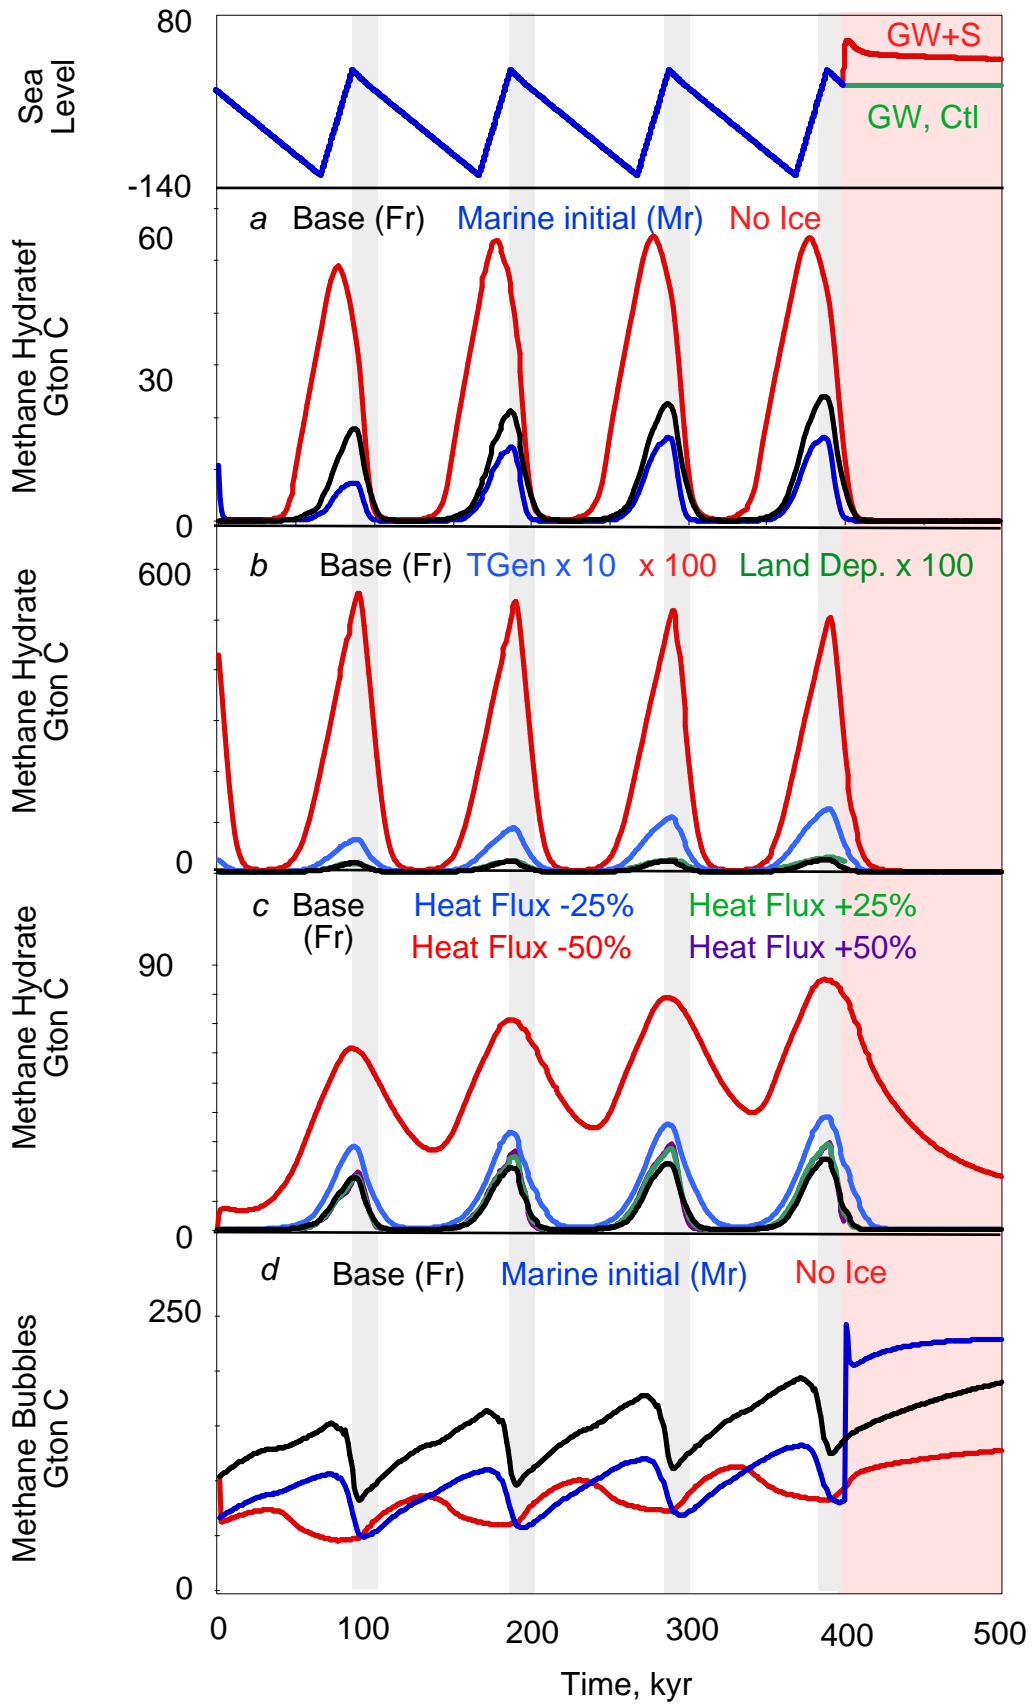 80
Sea
Level
GW+S
GW, Ctl
-140
a Base (Fr) Marine initial (Mr) No Ice
Methane Hydratef
Gton C
60
30
0
b Base (Fr) TGen x 10 x 100 Land Dep. x 100
Methane Hydrate
Gton C
600
0
c Base
(Fr)
Heat Flux -25% Heat Flux +25%
Heat Flux -50% Heat Flux +50%
Methane Hydrate
Gton C
90
0
d Base (Fr) Marine initial (Mr) No Ice
Methane Bubbles
Gton C
250
0
0 100 200 300 400 500
Time, kyr